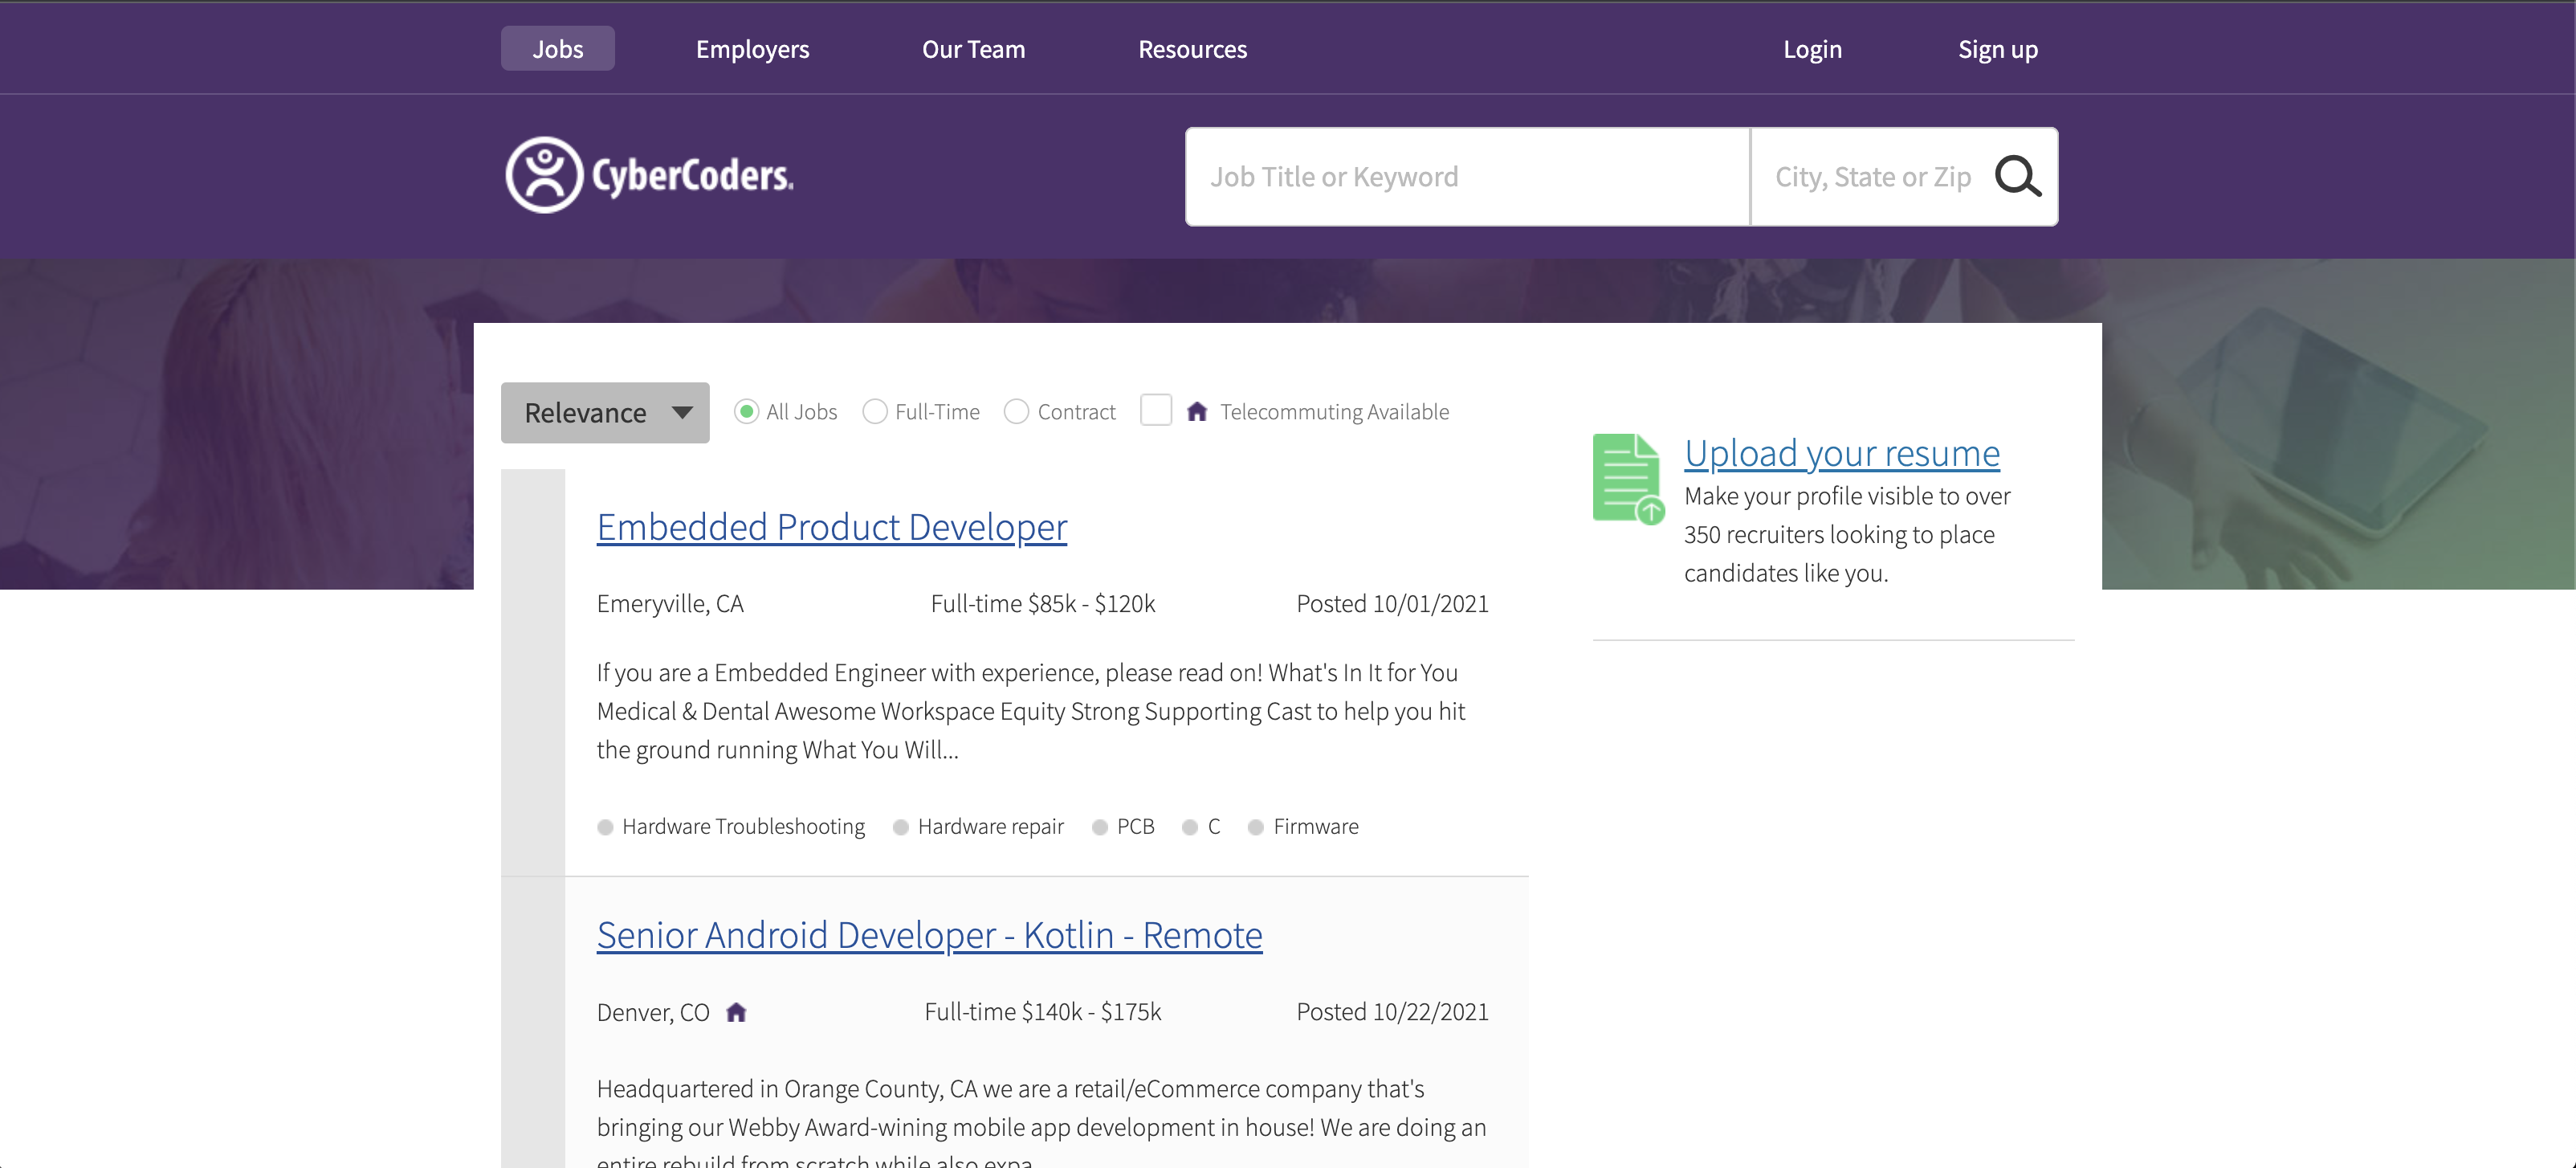 Jobs
Employers
Our Team
Resources
Login
Sign up
CyberCoders
Job Title or Keyword
City, State or Zip
Relevance
All Jobs
Full-Time
Contract
Telecommuting Available
Upload your resume
Make your profile visible to over
350 recruiters looking to place
candidates like you.
Embedded Product Developer
Emeryville, CA
Full-time $85k - $120k
Posted 10/01/2021
If you are a Embedded Engineer with experience, please read on! What's In It for You
Medical & Dental Awesome Workspace Equity Strong Supporting Cast to help you hit
the ground running What You Will...
Hardware Troubleshooting
Hardware repair
PCB
C
Firmware
Senior Android Developer - Kotlin - Remote
Denver, CO
Full-time $140k - $175k
Posted 10/22/2021
Headquartered in Orange County, CA we are a retail/eCommerce company that's
bringing our Webby Award-wining mobile app development in house! We are doing an
entire rebuild from scratch while also expa